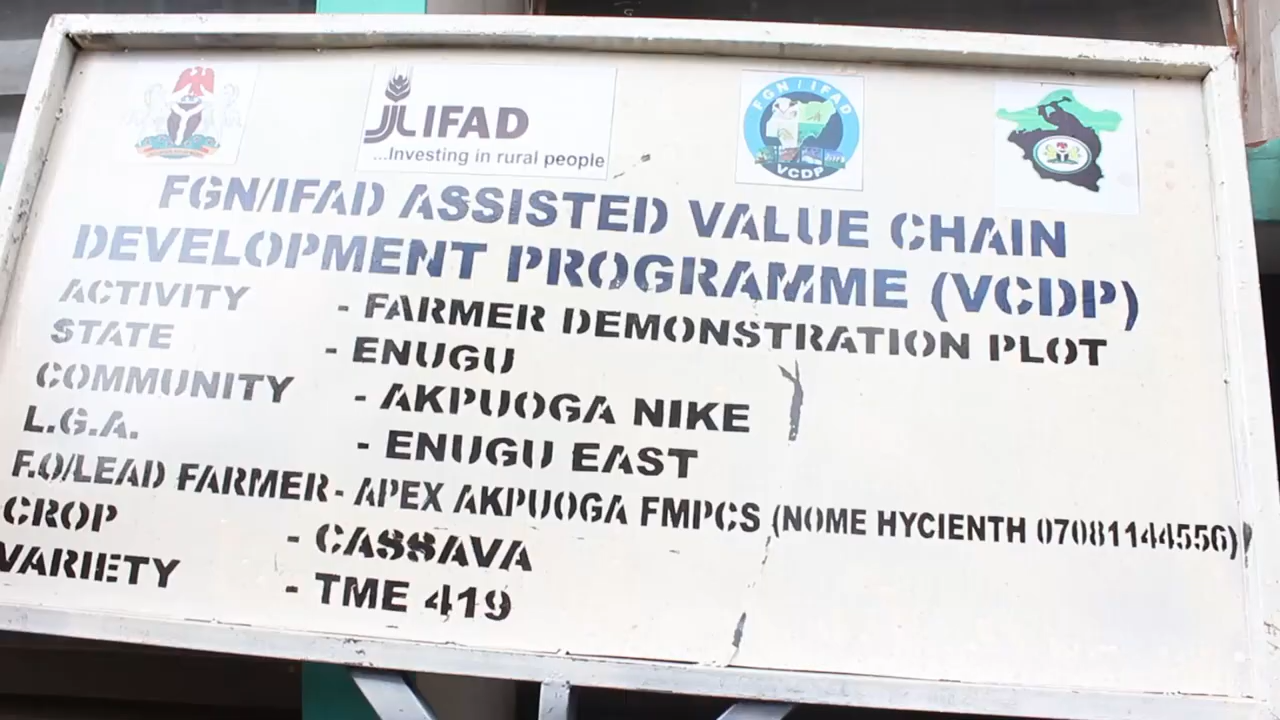 IFAD
...Investing in rural people
FGN/IFAD
VCDP
FGN/IFAD ASSISTED VALUE CHAIN
DEVELOPMENT PROGRAMME (VCDP)
ACTIVITY - FARMER DEMONSTRATION PLOT
STATE - ENUGU
COMMUNITY - AKPUOGA NIKE
L.G.A. - ENUGU EAST
F.O/LEAD FARMER - APEX AKPUOGA FMPCS (NOME HYCIENTH 07081144556)
CROP - CASSAVA
VARIETY - TME 419